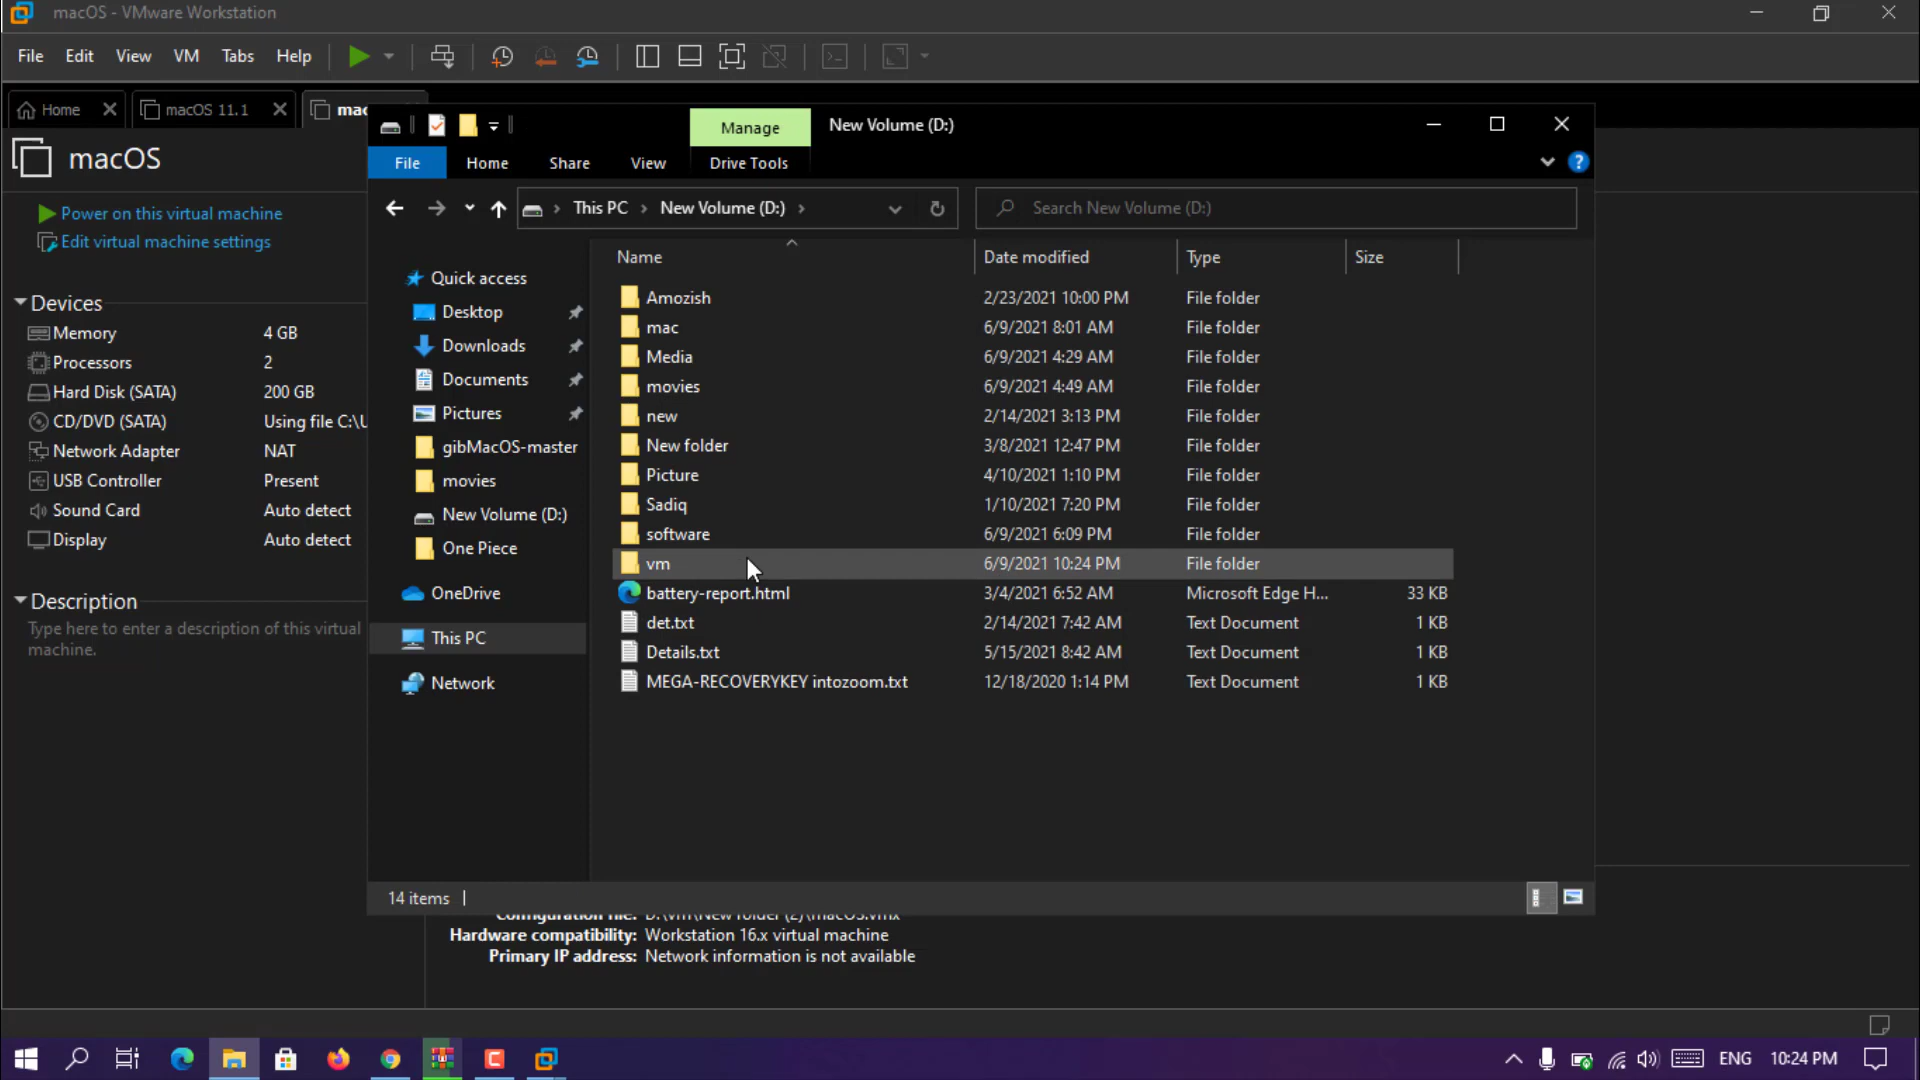 macOS - VMware Workstation
File Edit View VM Tabs Help
Home macOS 11.1 mac
macOS
Power on this virtual machine
Edit virtual machine settings
Devices
Memory 4 GB
Processors 2
Hard Disk (SATA) 200 GB
CD/DVD (SATA) Using file C:\U
Network Adapter NAT
USB Controller Present
Sound Card Auto detect
Display Auto detect
Description
Type here to enter a description of this virtual
machine.
Manage New Volume (D:)
File Home Share View Drive Tools
This PC New Volume (D:) Search New Volume (D:)
Quick access
Desktop
Downloads
Documents
Pictures
gibMacOS-master
movies
New Volume (D:)
One Piece
OneDrive
This PC
Network
Name Date modified Type Size
Amozish 2/23/2021 10:00 PM File folder
mac 6/9/2021 8:01 AM File folder
Media 6/9/2021 4:29 AM File folder
movies 6/9/2021 4:49 AM File folder
new 2/14/2021 3:13 PM File folder
New folder 3/8/2021 12:47 PM File folder
Picture 4/10/2021 1:10 PM File folder
Sadiq 1/10/2021 7:20 PM File folder
software 6/9/2021 6:09 PM File folder
vm 6/9/2021 10:24 PM File folder
battery-report.html 3/4/2021 6:52 AM Microsoft Edge H... 33 KB
det.txt 2/14/2021 7:42 AM Text Document 1 KB
Details.txt 5/15/2021 8:42 AM Text Document 1 KB
MEGA-RECOVERYKEY intozoom.txt 12/18/2020 1:14 PM Text Document 1 KB
14 items
Configuration file: D:\vm\New folder (2)\macOS.vmx
Hardware compatibility: Workstation 16.x virtual machine
Primary IP address: Network information is not available
ENG 10:24 PM